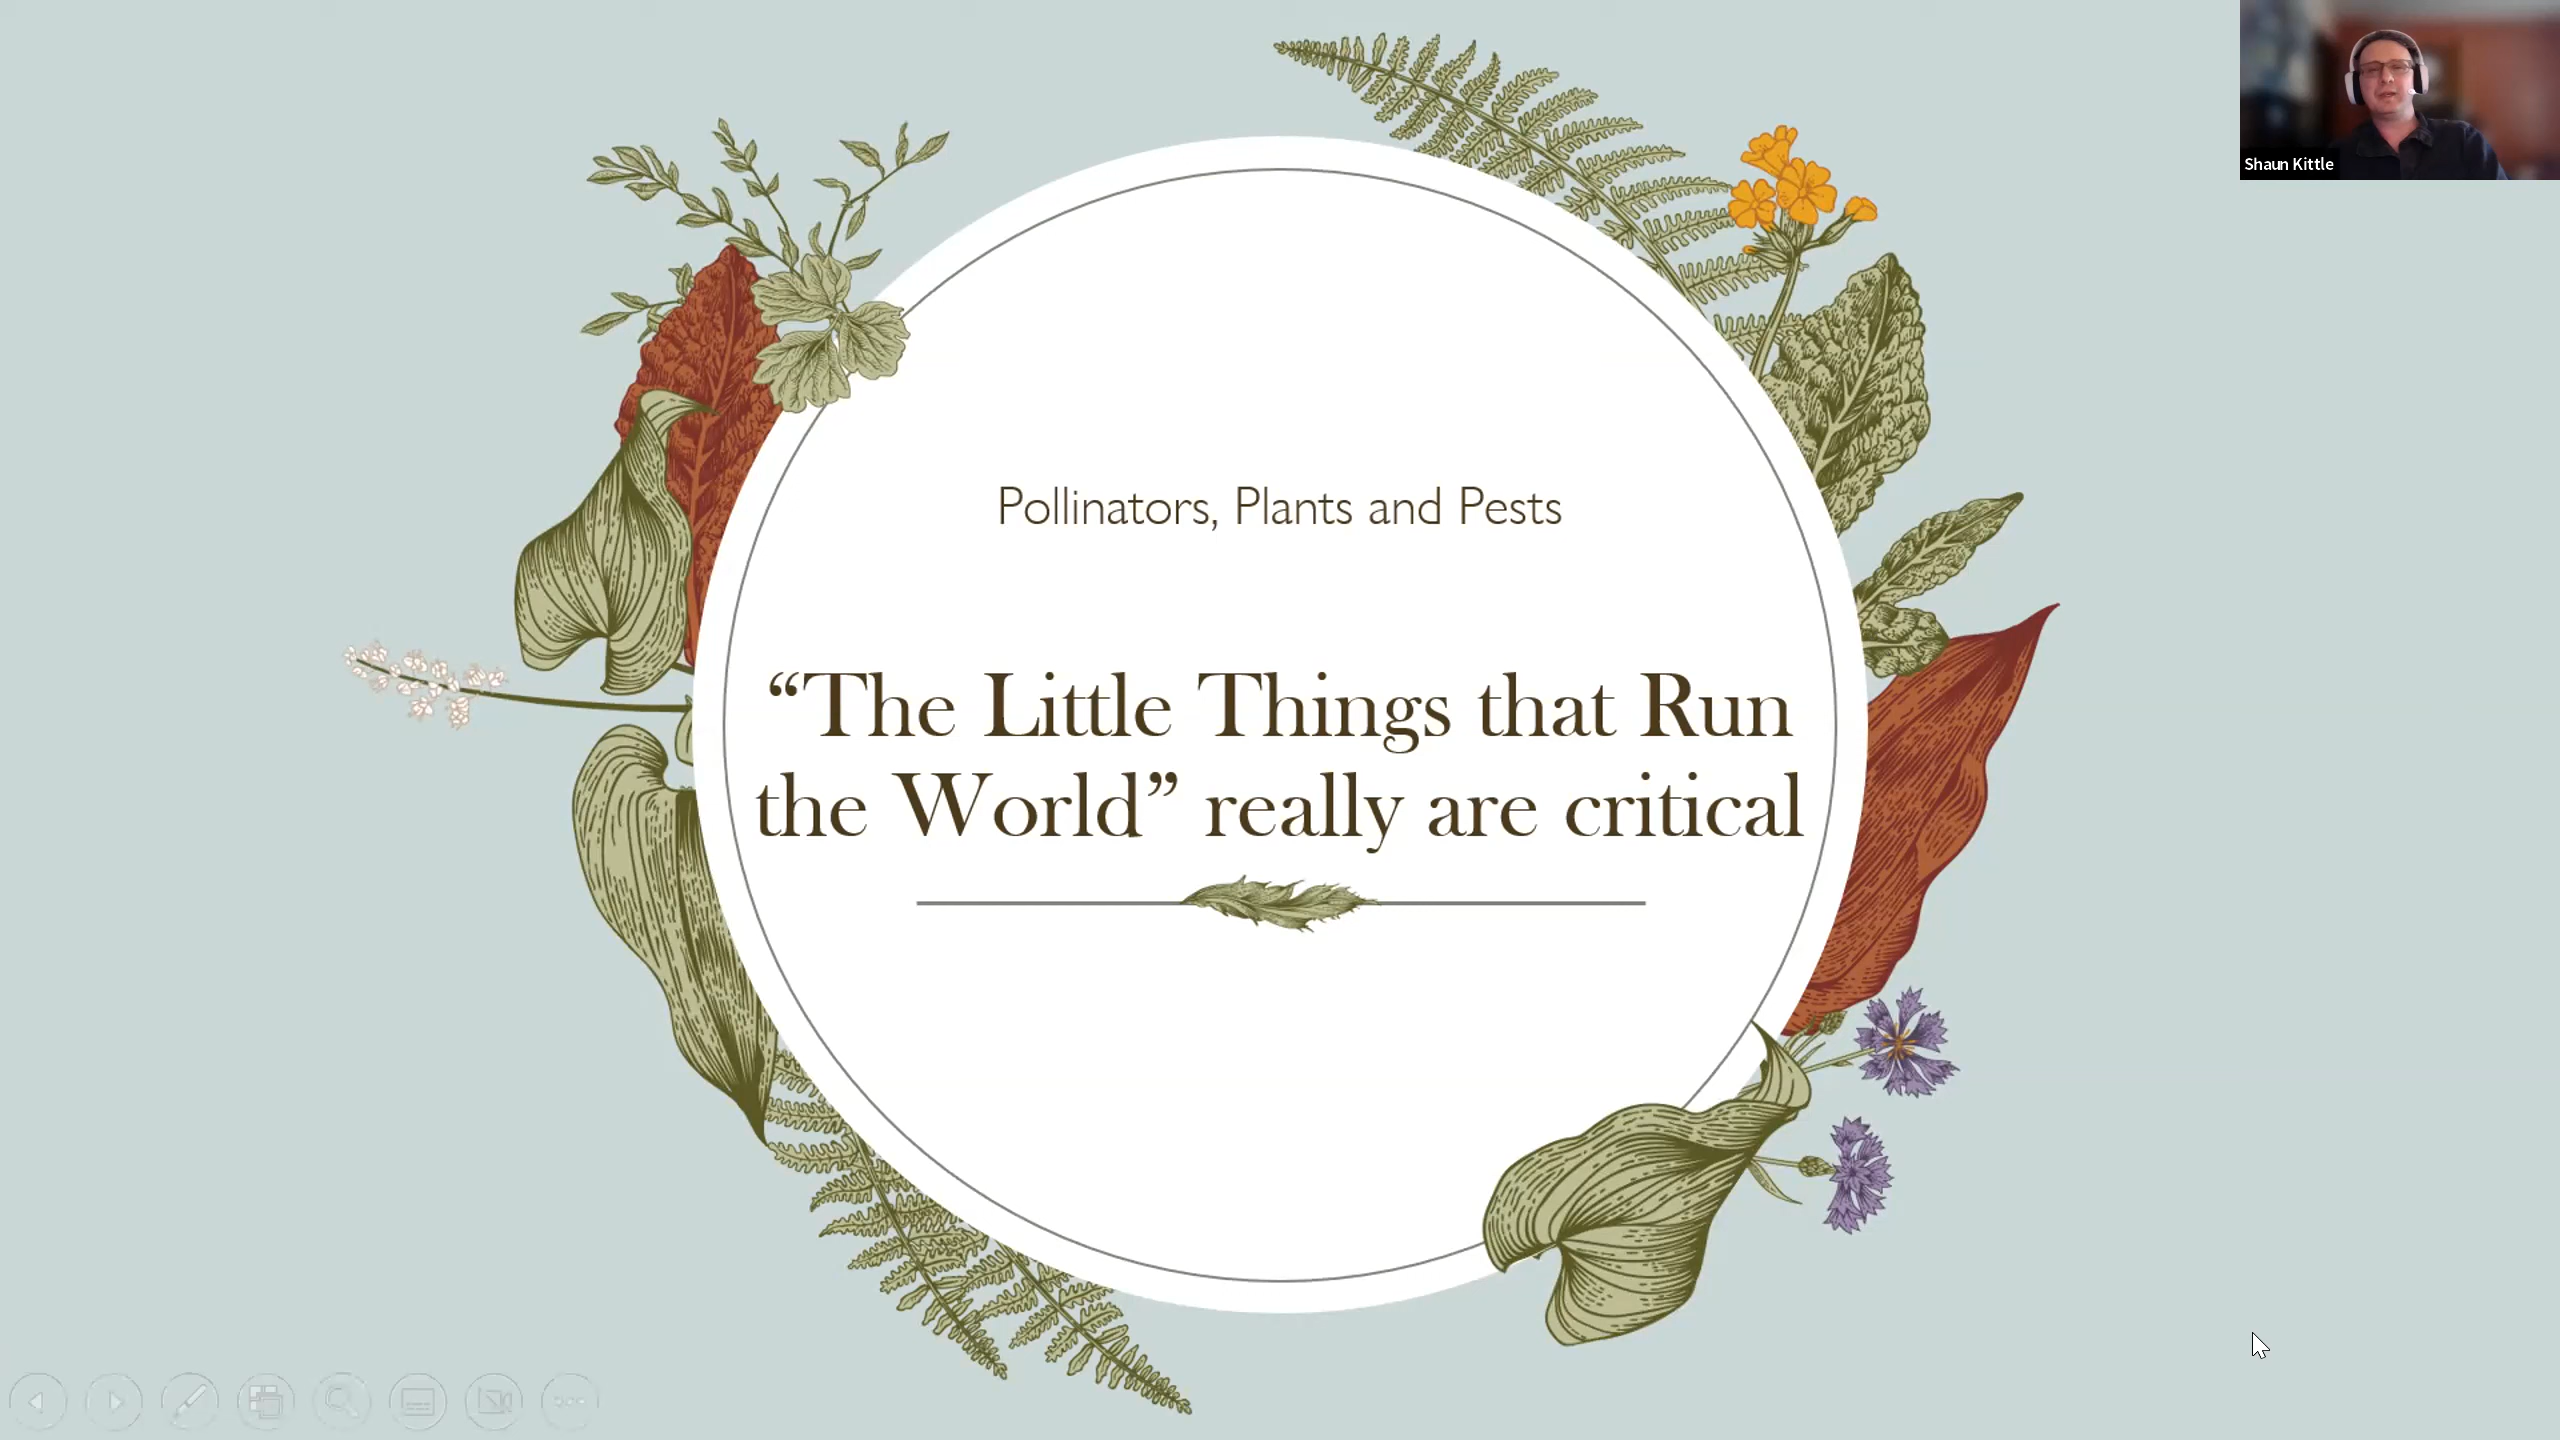 Shaun Kittle
Pollinators, Plants and Pests
“The Little Things that Run
the World” really are critical